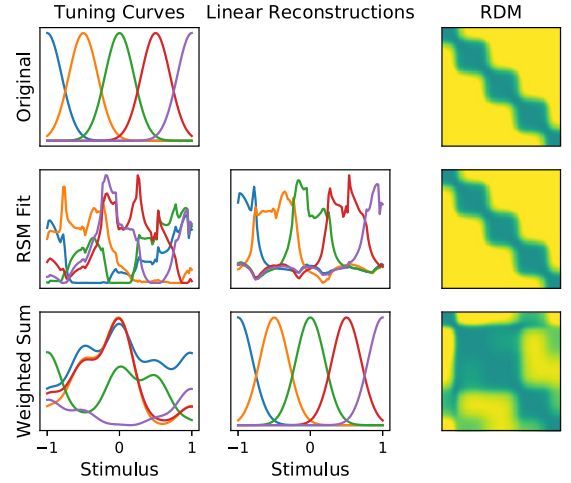 Tuning Curves
Linear Reconstructions
RDM
Original
RSM Fit
Weighted Sum
−1 0 1
−1 0 1
Stimulus
Stimulus